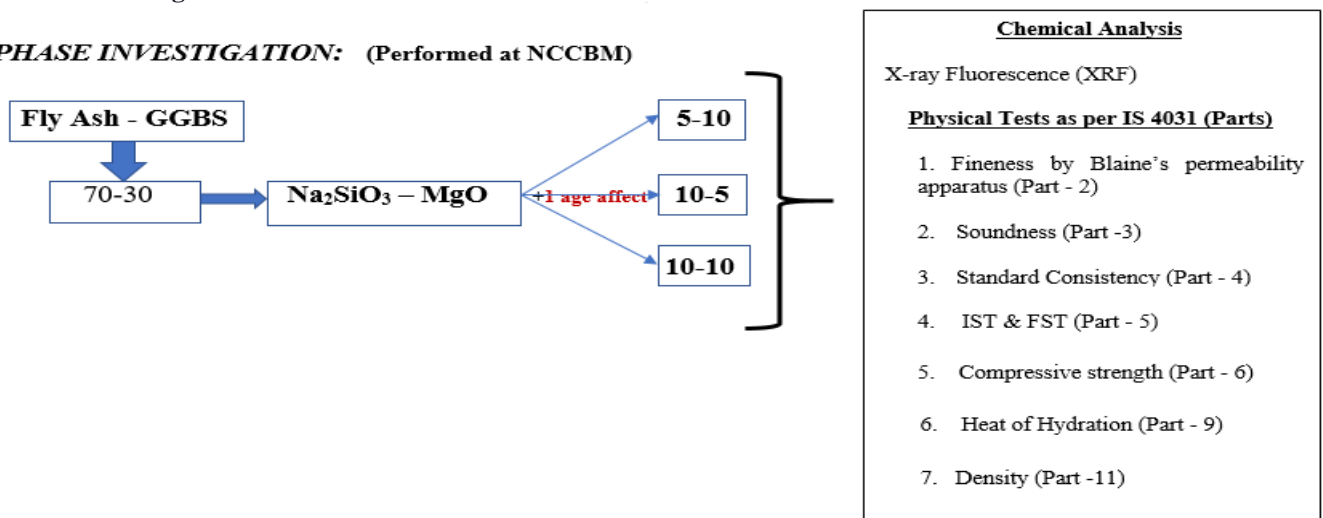 PHASE INVESTIGATION: (Performed at NCCBM)
Fly Ash - GGBS
70-30
Na₂SiO₃ – MgO
+1 age affect
5-10
10-5
10-10
Chemical Analysis
X-ray Fluorescence (XRF)
Physical Tests as per IS 4031 (Parts)
1. Fineness by Blaine’s permeability
apparatus (Part - 2)
2. Soundness (Part -3)
3. Standard Consistency (Part - 4)
4. IST & FST (Part - 5)
5. Compressive strength (Part - 6)
6. Heat of Hydration (Part - 9)
7. Density (Part -11)